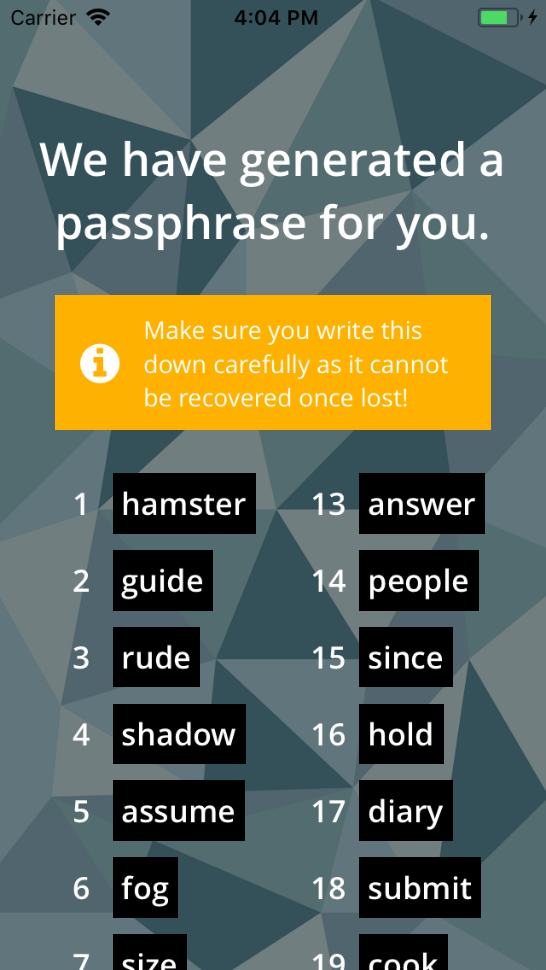 Carrier 4:04 PM
We have generated a
passphrase for you.
Make sure you write this
down carefully as it cannot
be recovered once lost!
1 hamster 13 answer
2 guide 14 people
3 rude 15 since
4 shadow 16 hold
5 assume 17 diary
6 fog 18 submit
7 size 19 cook